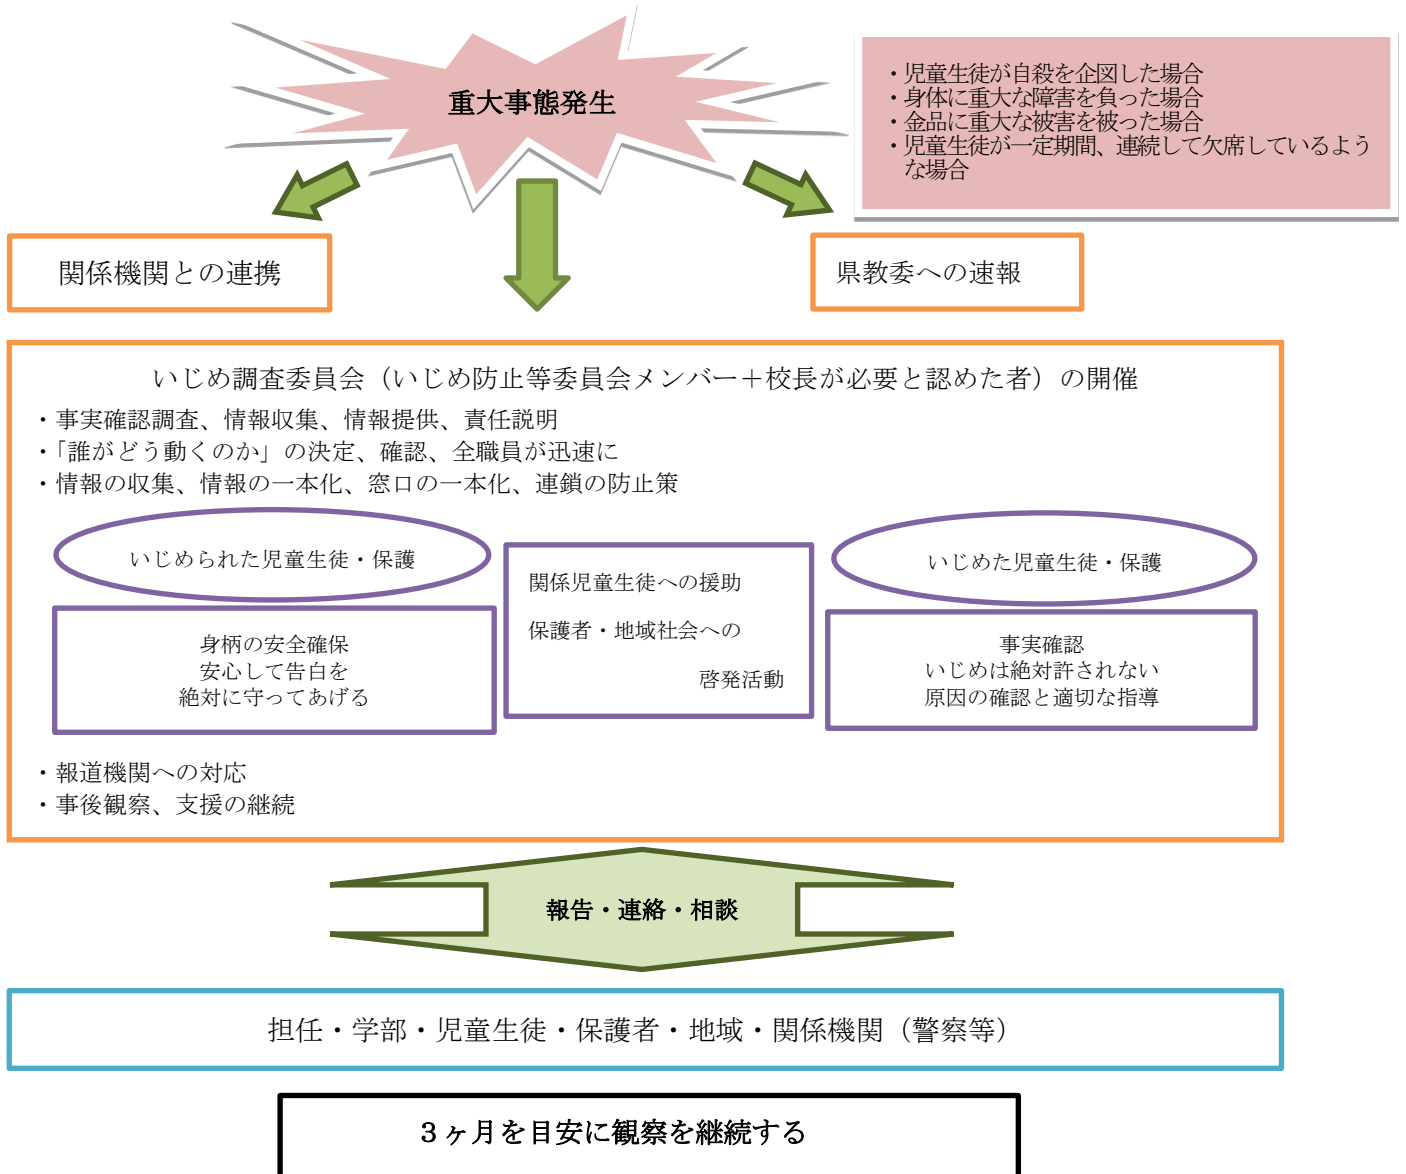 重大事態発生
・児童生徒が自殺を企図した場合
・身体に重大な障害を負った場合
・金品に重大な被害を被った場合
・児童生徒が一定期間、連続して欠席しているよう
な場合
関係機関との連携
県教委への速報
いじめ調査委員会（いじめ防止等委員会メンバー＋校長が必要と認めた者）の開催
・事実確認調査、情報収集、情報提供、責任説明
・「誰がどう動くのか」の決定、確認、全職員が迅速に
・情報の収集、情報の一本化、窓口の一本化、連鎖の防止策
いじめられた児童生徒・保護
身柄の安全確保
安心して告白を
絶対に守ってあげる
関係児童生徒への援助
保護者・地域社会への
啓発活動
いじめた児童生徒・保護
事実確認
いじめは絶対許されない
原因の確認と適切な指導
・報道機関への対応
・事後観察、支援の継続
報告・連絡・相談
担任・学部・児童生徒・保護者・地域・関係機関（警察等）
３ヶ月を目安に観察を継続する